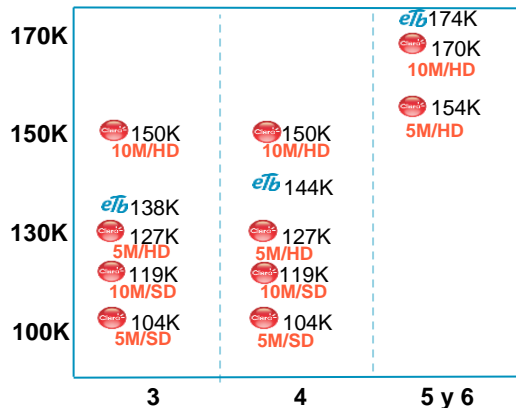 170K
150K
130K
100K
Claro 150K
10M/HD
eTb 138K
Claro 127K
5M/HD
Claro 119K
10M/SD
Claro 104K
5M/SD
Claro 150K
10M/HD
eTb 144K
Claro 127K
5M/HD
Claro 119K
10M/SD
Claro 104K
5M/SD
eTb 174K
Claro 170K
10M/HD
Claro 154K
5M/HD
3
4
5 y 6